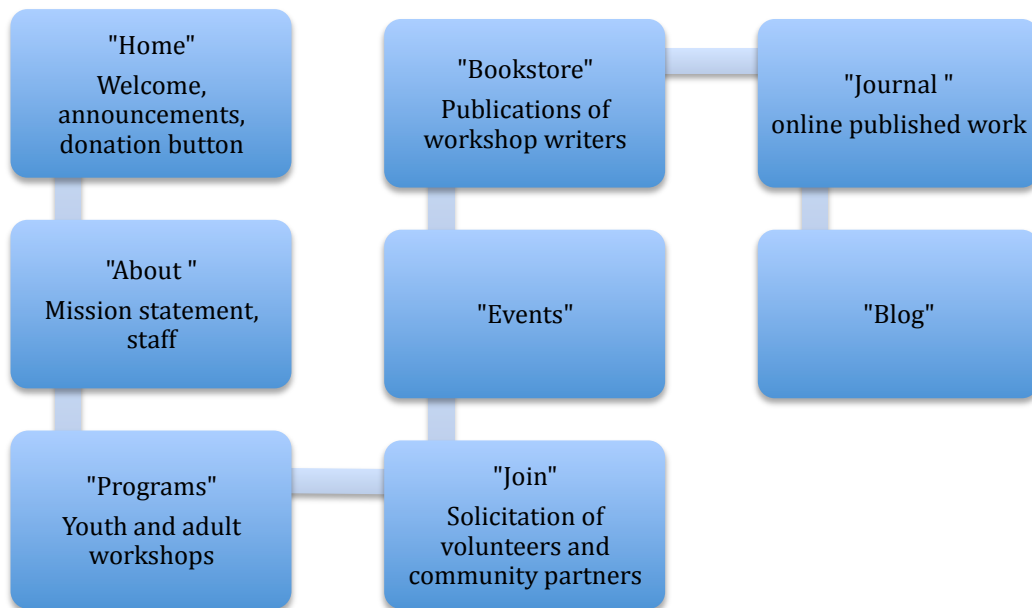 "Home"
Welcome,
announcements,
donation button
"About "
Mission statement,
staff
"Programs"
Youth and adult
workshops
"Join"
Solicitation of
volunteers and
community partners
"Events"
"Bookstore"
Publications of
workshop writers
"Journal "
online published work
"Blog"